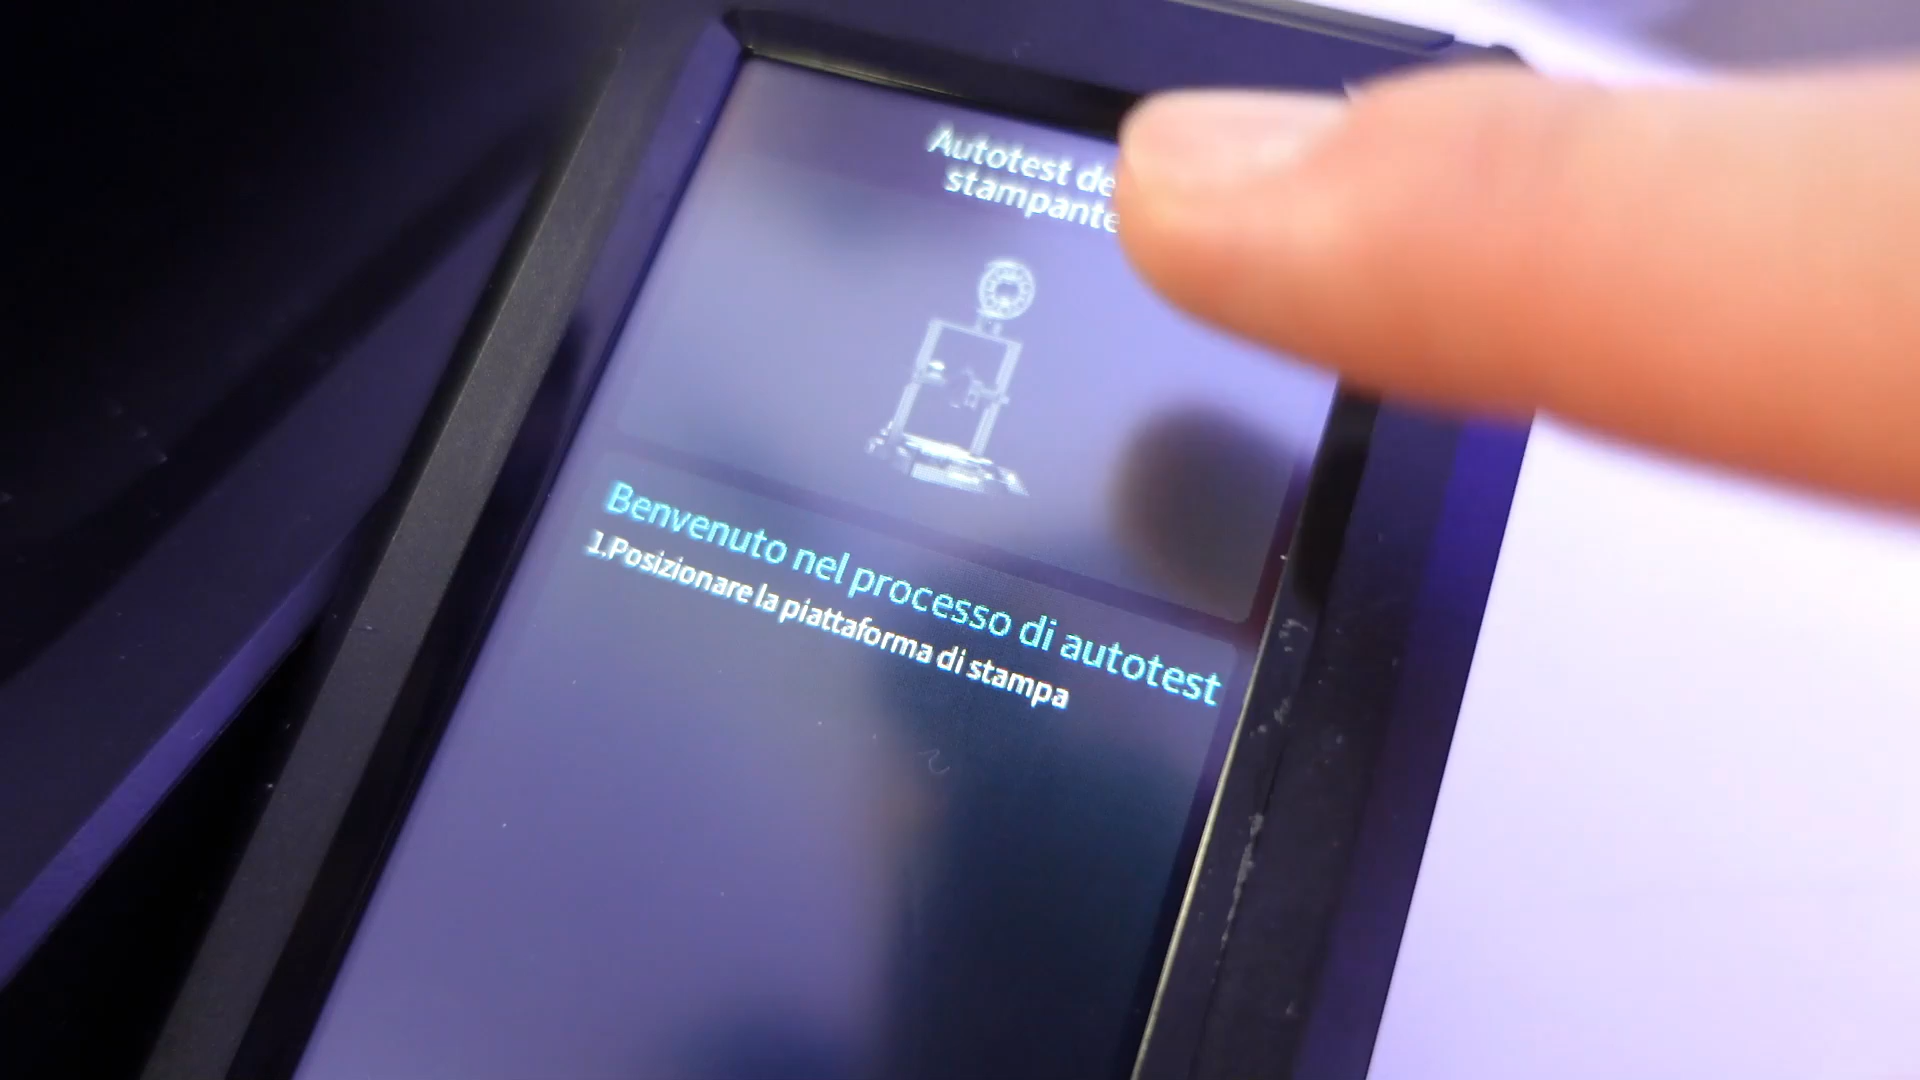 Autotest de
stampante
Benvenuto nel processo di autotest
1.Posizionare la piattaforma di stampa